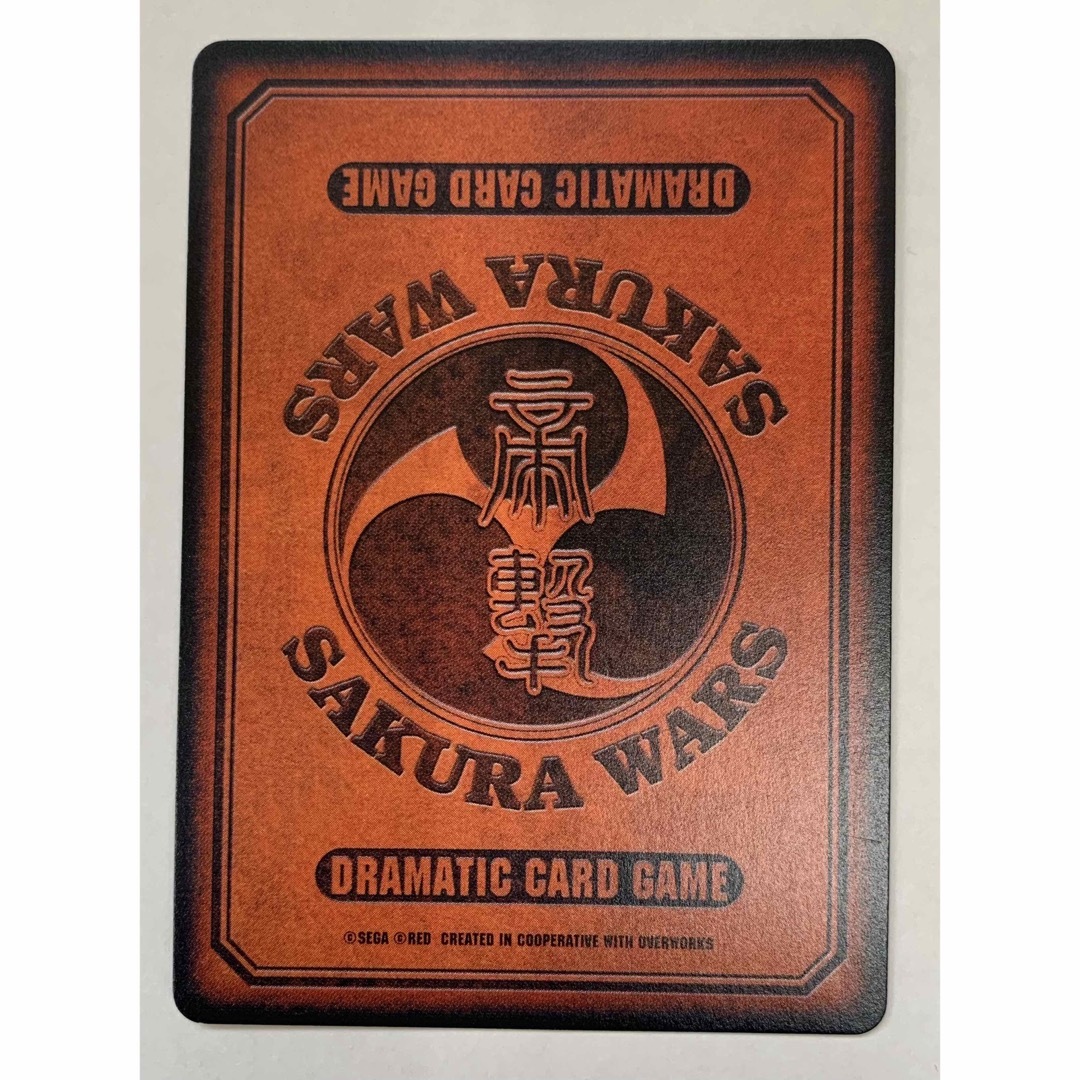 DRAMATIC CARD GAME
SAKURA WARS
帝
撃
SAKURA WARS
DRAMATIC CARD GAME
©SEGA ©RED CREATED IN COOPERATIVE WITH OVERWORKS